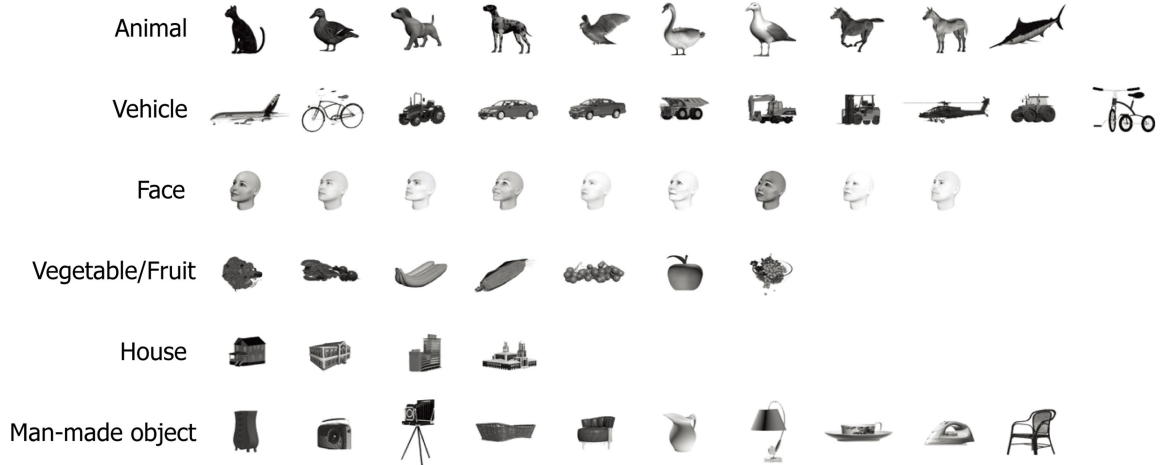 Animal
Vehicle
Face
Vegetable/Fruit
House
Man-made object